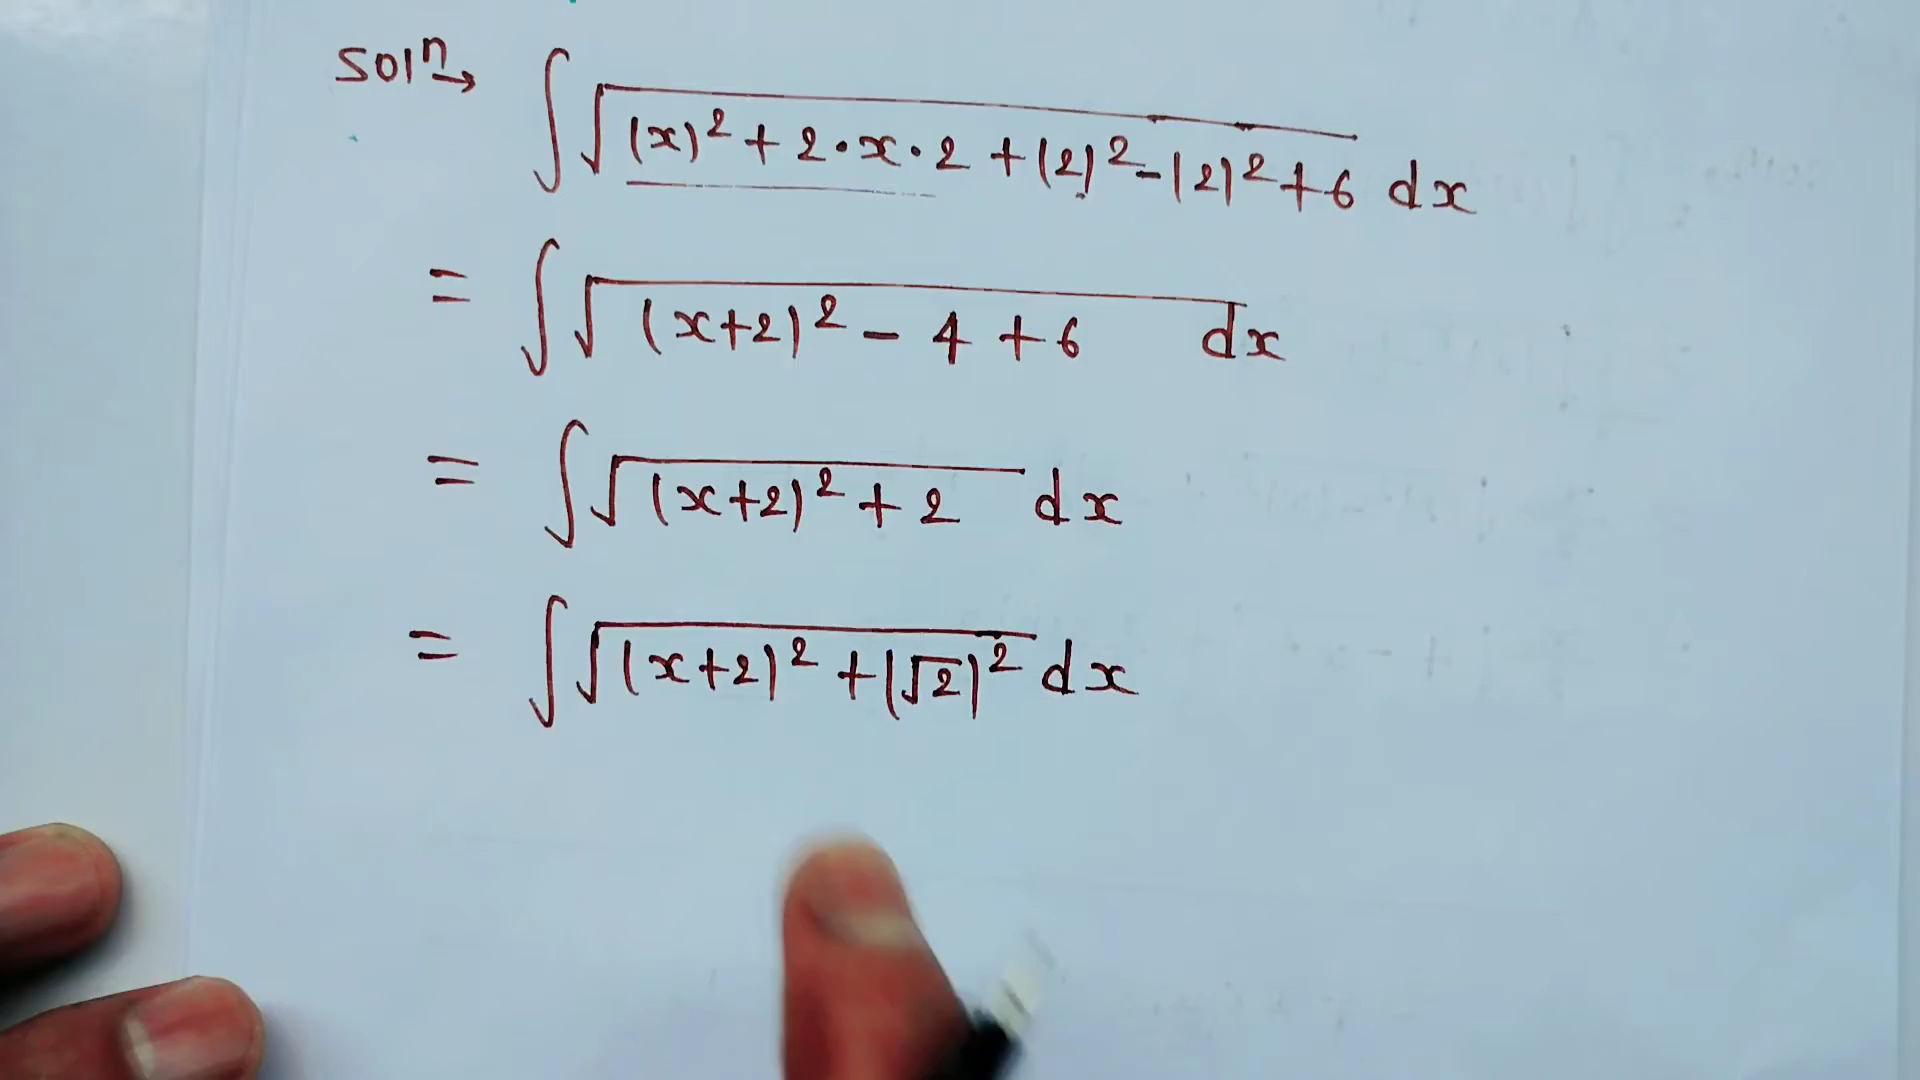 Solⁿ→ ∫√((x)² + 2·x·2 + (2)² - (2)² + 6) dx
= ∫√((x+2)² - 4 + 6) dx
= ∫√((x+2)² + 2) dx
= ∫√((x+2)² + (√2)²) dx